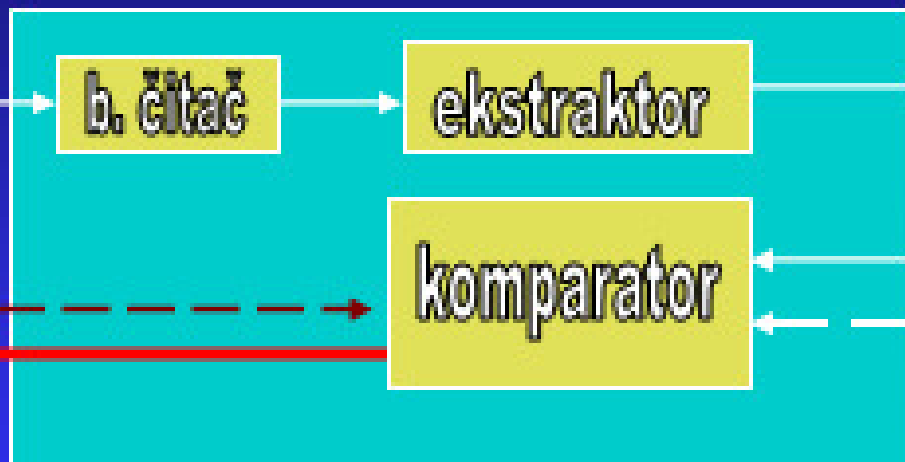 b. čitač
ekstraktor
komparator